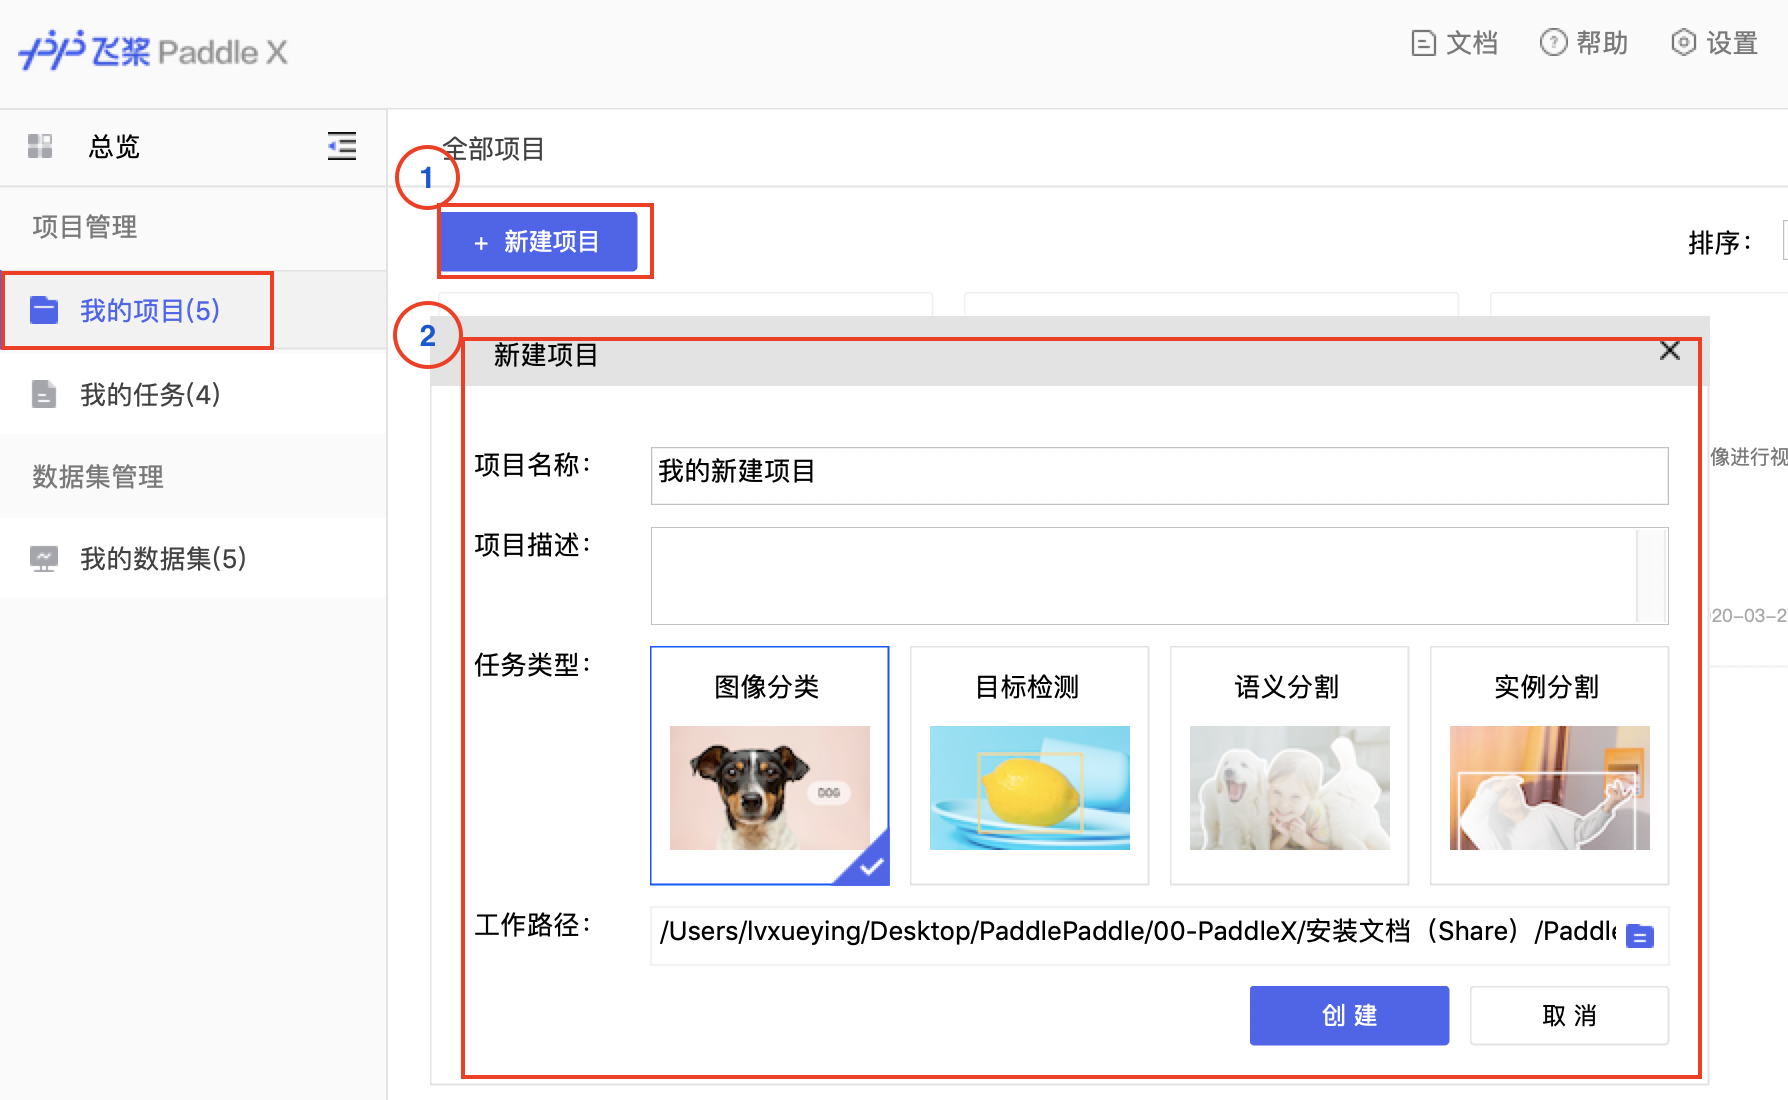 飞桨 Paddle X
文档
帮助
设置
总览
全部项目
1
项目管理
+ 新建项目
排序：
我的项目(5)
2
新建项目
我的任务(4)
项目名称：
我的新建项目
像进行视
数据集管理
项目描述：
我的数据集(5)
20-03-2
任务类型：
图像分类
目标检测
语义分割
实例分割
DOG
工作路径：
/Users/lvxueying/Desktop/PaddlePaddle/00-PaddleX/安装文档（Share）/Paddle
创 建
取 消